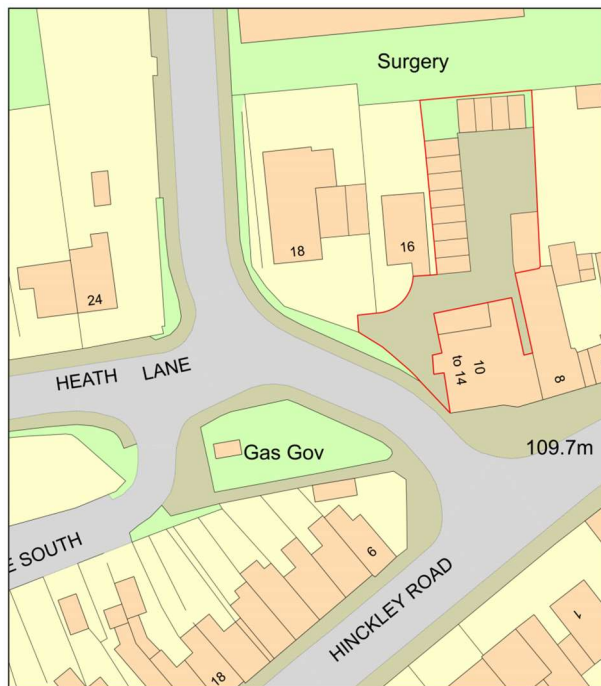 Surgery
18
16
24
10
to 14
8
HEATH LANE
109.7m
Gas Gov
E SOUTH
6
HINCKLEY ROAD
1
18